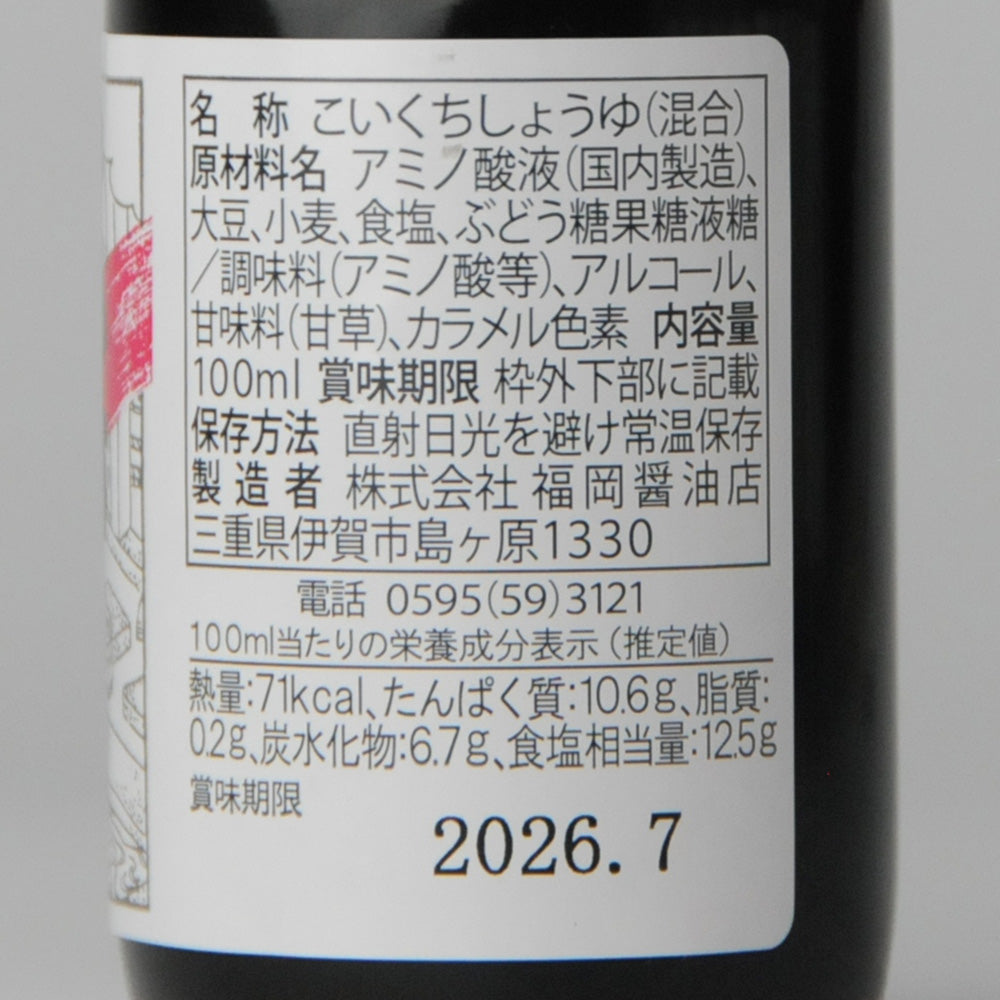 名 称 こいくちしょうゆ(混合)
原材料名 アミノ酸液(国内製造)、
大豆、小麦、食塩、ぶどう糖果糖液糖
/調味料(アミノ酸等)、アルコール、
甘味料(甘草)、カラメル色素 内容量
100ml 賞味期限 枠外下部に記載
保存方法 直射日光を避け常温保存
製造者 株式会社 福岡醤油店
三重県伊賀市島ヶ原1330
電話 0595(59)3121
100ml当たりの栄養成分表示(推定値)
熱量:71kcal、たんぱく質:10.6g、脂質:
0.2g、炭水化物:6.7g、食塩相当量:12.5g
賞味期限
2026.7